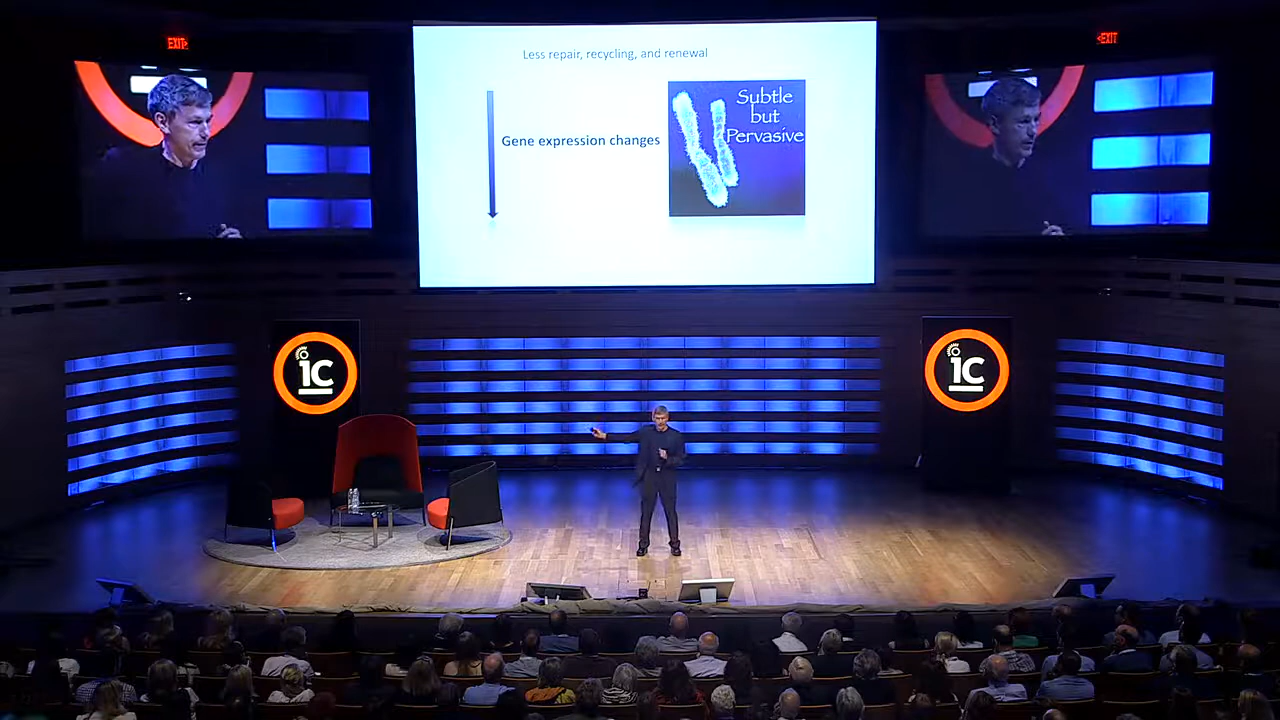 EXIT
EXIT
Less repair, recycling, and renewal
Gene expression changes
Subtle
but
Pervasive
ic
ic